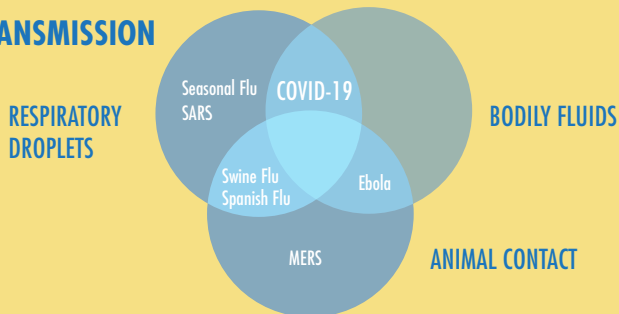 ANSMISSION
Seasonal Flu
SARS
COVID-19
RESPIRATORY
DROPLETS
BODILY FLUIDS
Swine Flu
Spanish Flu
Ebola
MERS
ANIMAL CONTACT